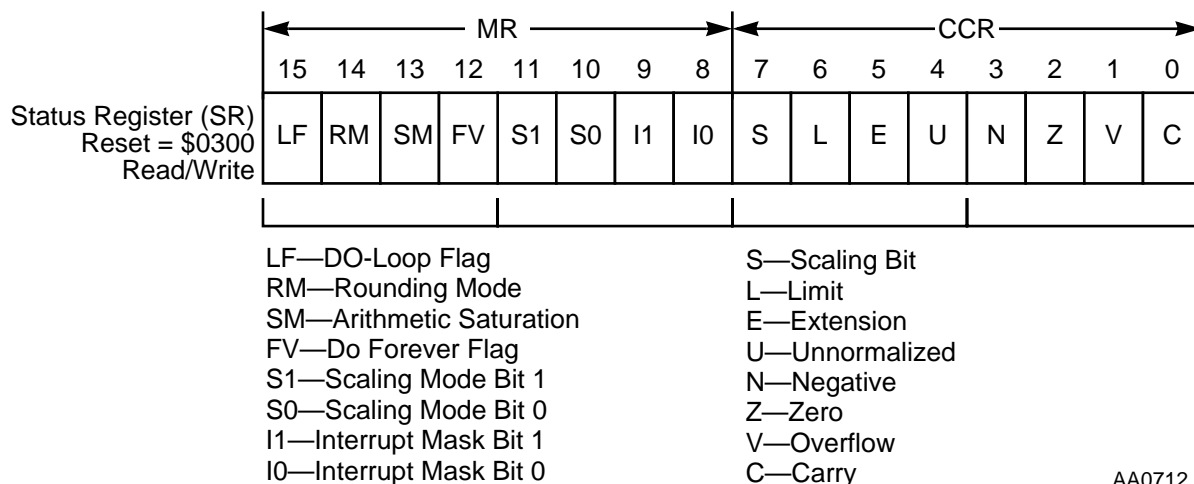 MR CCR
15 14 13 12 11 10 9 8 7 6 5 4 3 2 1 0
Status Register (SR)
Reset = $0300
Read/Write
LF RM SM FV S1 S0 I1 I0 S L E U N Z V C
LF—DO-Loop Flag
RM—Rounding Mode
SM—Arithmetic Saturation
FV—Do Forever Flag
S1—Scaling Mode Bit 1
S0—Scaling Mode Bit 0
I1—Interrupt Mask Bit 1
I0—Interrupt Mask Bit 0
S—Scaling Bit
L—Limit
E—Extension
U—Unnormalized
N—Negative
Z—Zero
V—Overflow
C—Carry
AA0712